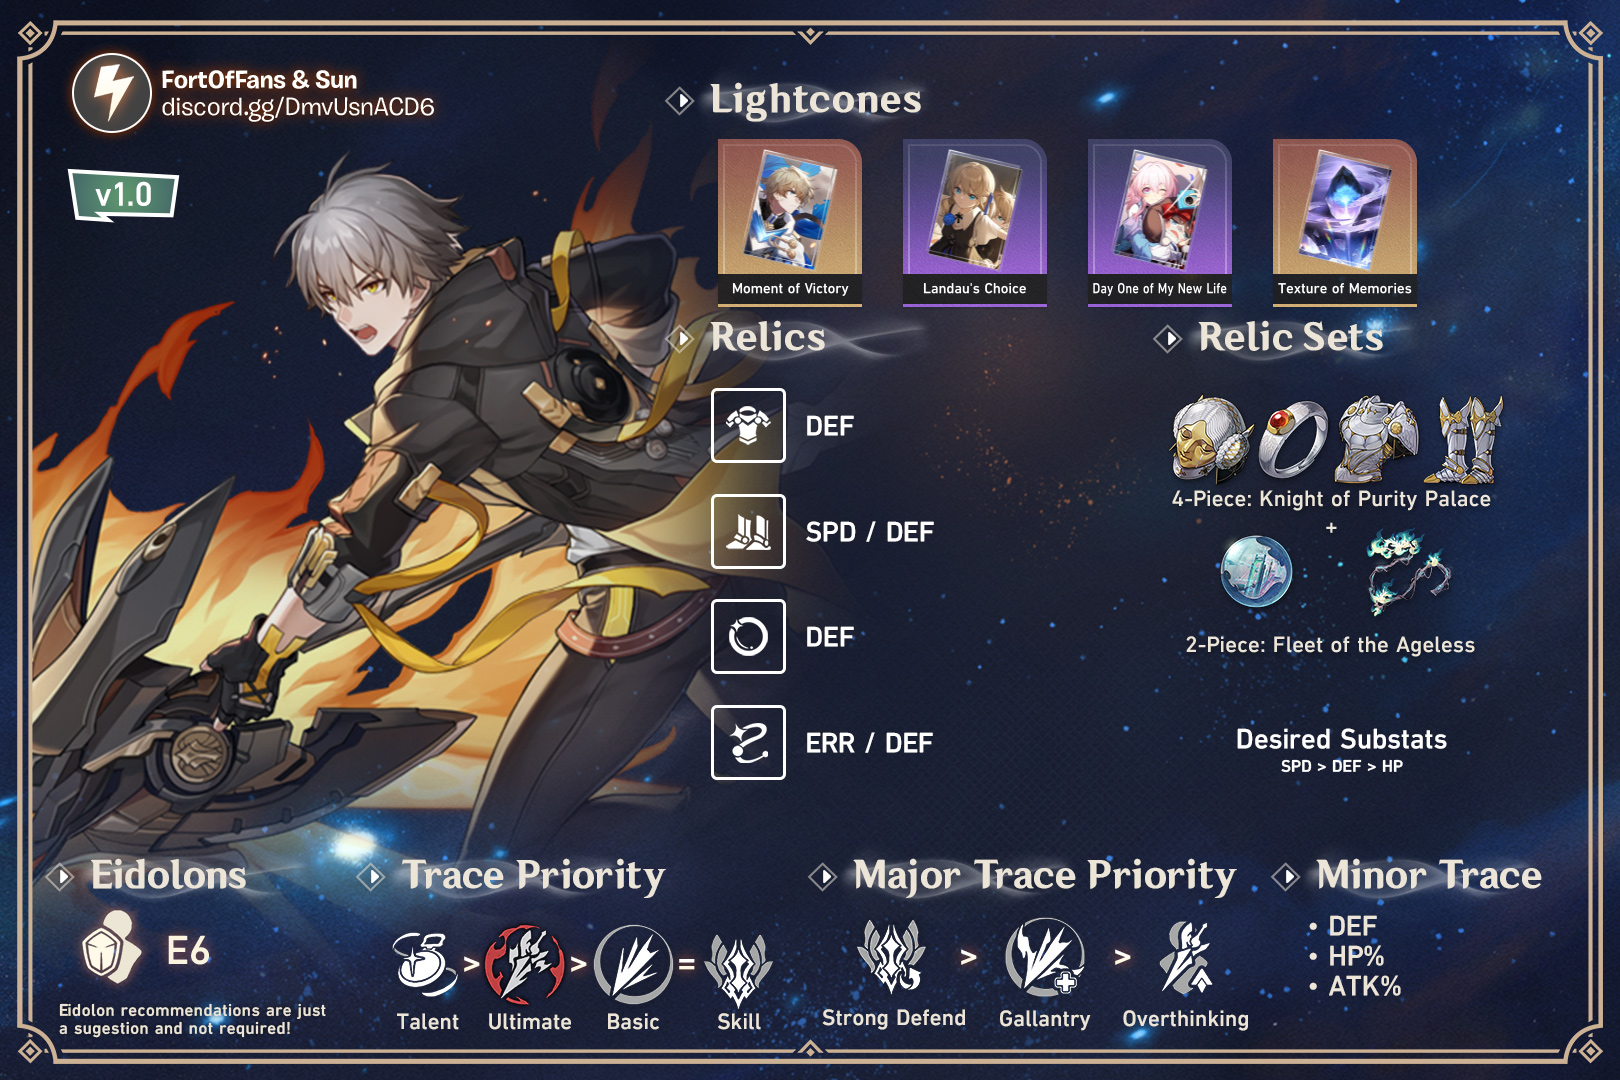 FortOfFans & Sun
discord.gg/DmvUsnACD6
v1.0
Lightcones
Moment of Victory
Landau's Choice
Day One of My New Life
Texture of Memories
Relics
DEF
SPD / DEF
DEF
ERR / DEF
Relic Sets
4-Piece: Knight of Purity Palace
+
2-Piece: Fleet of the Ageless
Desired Substats
SPD > DEF > HP
Eidolons
E6
Eidolon recommendations are just
a sugestion and not required!
Trace Priority
> > =
Talent Ultimate Basic Skill
Major Trace Priority
> >
Strong Defend Gallantry Overthinking
Minor Trace
• DEF
• HP%
• ATK%